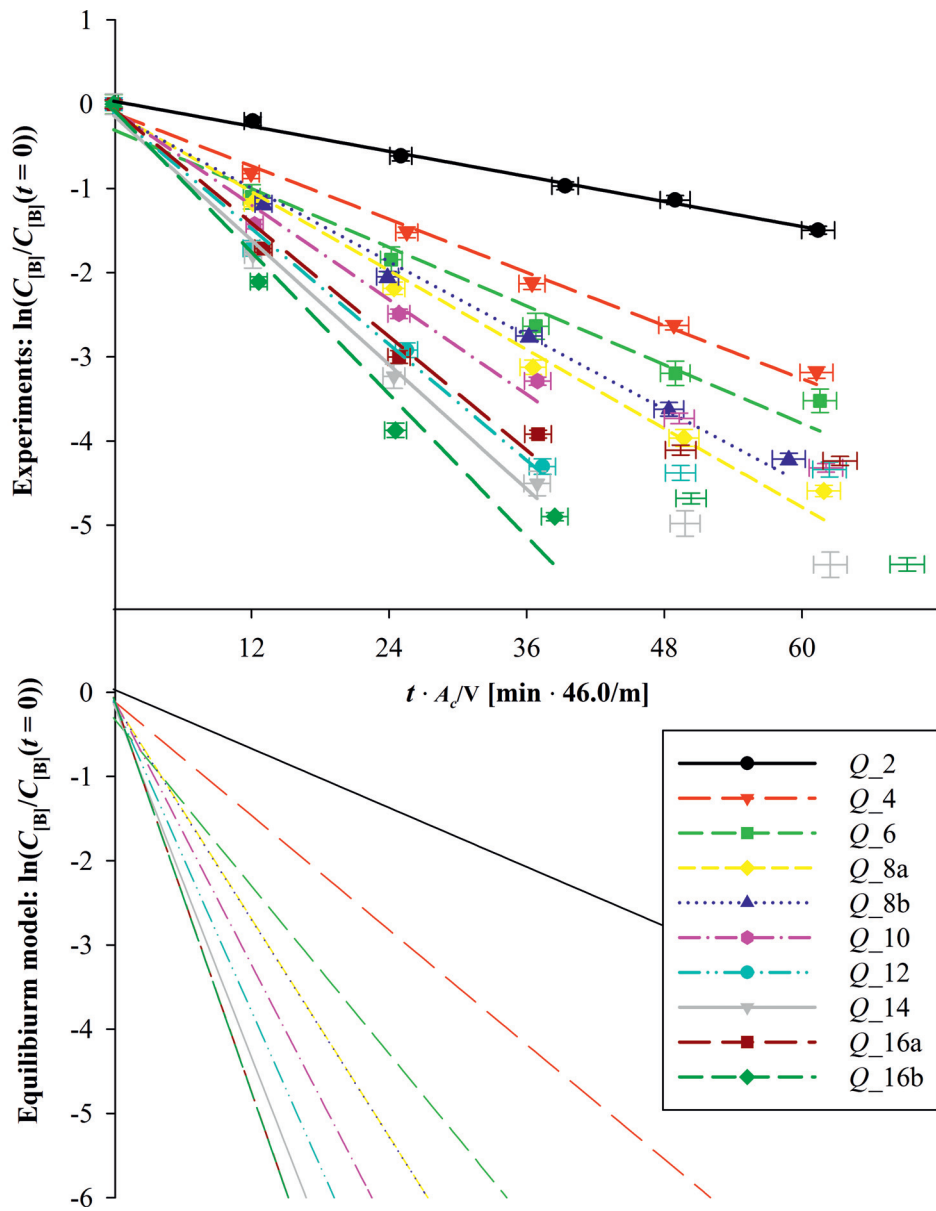 Experiments: ln(C[B]/C[B](t = 0))
1
0
-1
-2
-3
-4
-5
12 24 36 48 60
t · Ac/V [min · 46.0/m]
Equilibiurm model: ln(C[B]/C[B](t = 0))
0
-1
-2
-3
-4
-5
-6
Q_2
Q_4
Q_6
Q_8a
Q_8b
Q_10
Q_12
Q_14
Q_16a
Q_16b